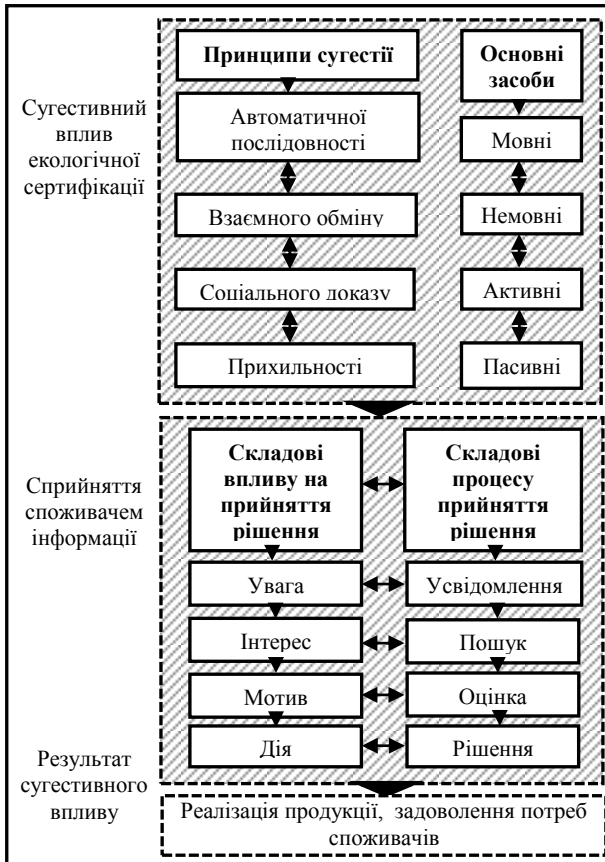 Сугестивний
вплив
екологічної
сертифікації
Принципи сугестії
Автоматичної
послідовності
Взаємного обміну
Соціального доказу
Прихильності
Основні
засоби
Мовні
Немовні
Активні
Пасивні
Сприйняття
споживачем
інформації
Складові
впливу на
прийняття
рішення
Складові
процесу
прийняття
рішення
Увага
Усвідомлення
Інтерес
Пошук
Мотив
Оцінка
Дія
Рішення
Результат
сугестивного
впливу
Реалізація продукції, задоволення потреб
споживачів